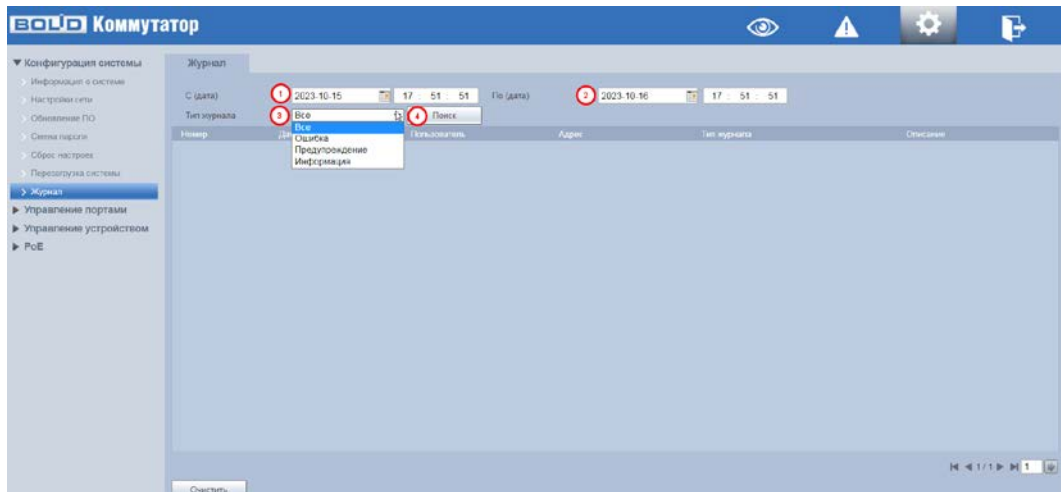 BOLID Коммутатор
Конфигурация системы
Информация о системе
Настройки сети
Обновление ПО
Смена пароля
Сброс настроек
Перезагрузка системы
Журнал
Управление портами
Управление устройством
PoE
Журнал
С (дата) 1 2023-10-15 17 : 51 : 51 По (дата) 2 2023-10-16 17 : 51 : 51
Тип журнала 3 Все 4 Поиск
Все
Ошибка
Предупреждение
Информация
Номер Пользователь Адрес Тип журнала Описание
1/1 1
Очистить